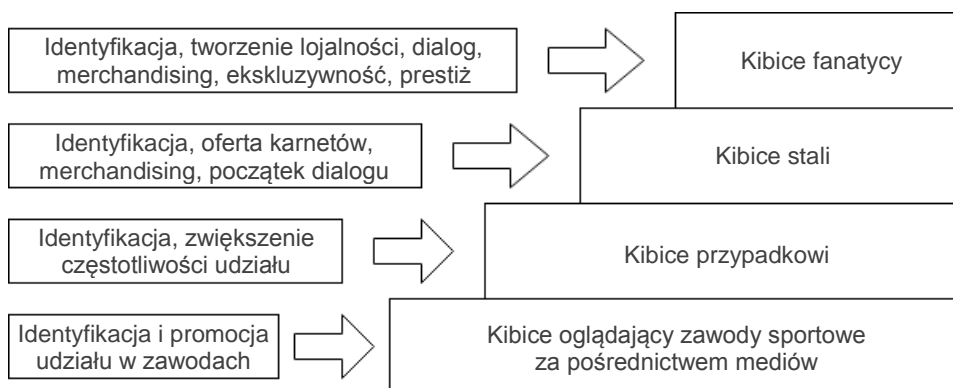 Identyfikacja, tworzenie lojalności, dialog,
merchandising, ekskluzywność, prestiż
Kibice fanatycy
Identyfikacja, oferta karnetów,
merchandising, początek dialogu
Kibice stali
Identyfikacja, zwiększenie
częstotliwości udziału
Kibice przypadkowi
Identyfikacja i promocja
udziału w zawodach
Kibice oglądający zawody sportowe
za pośrednictwem mediów